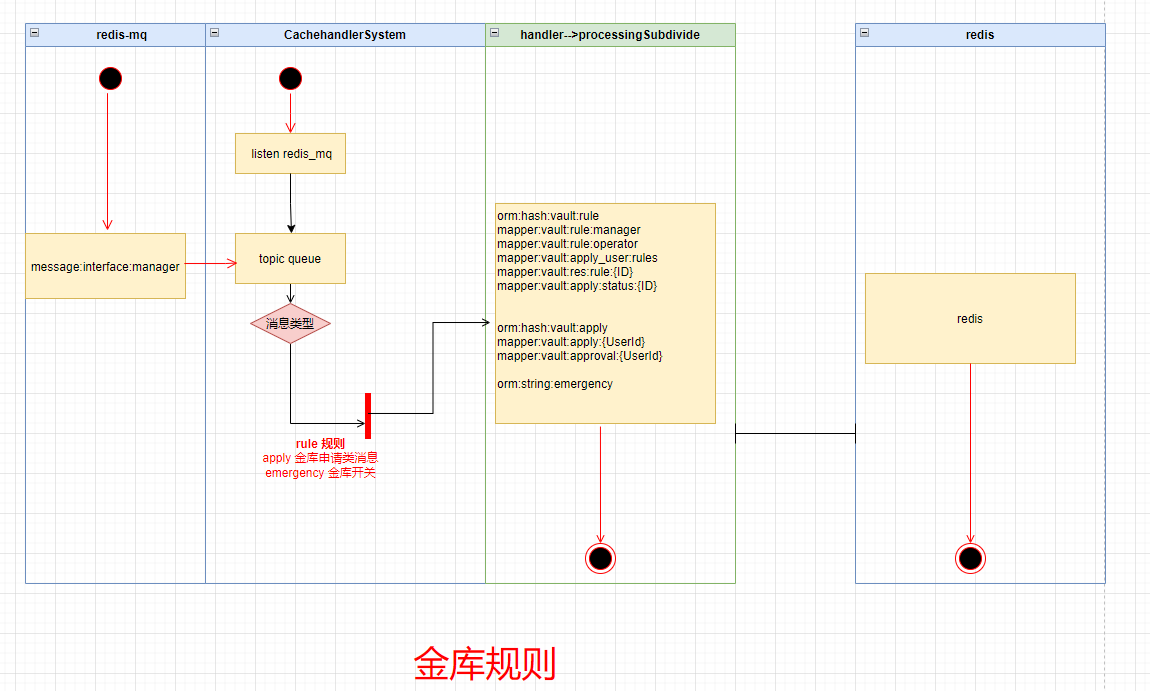 redis-mq
CachehandlerSystem
handler-->processingSubdivide
redis
listen redis_mq
message:interface:manager
topic queue
消息类型
rule 规则
apply 金库申请类消息
emergency 金库开关
orm:hash:vault:rule
mapper:vault:rule:manager
mapper:vault:rule:operator
mapper:vault:apply_user:rules
mapper:vault:res:rule:{ID}
mapper:vault:apply:status:{ID}
orm:hash:vault:apply
mapper:vault:apply:{UserId}
mapper:vault:approval:{UserId}
orm:string:emergency
redis
金库规则